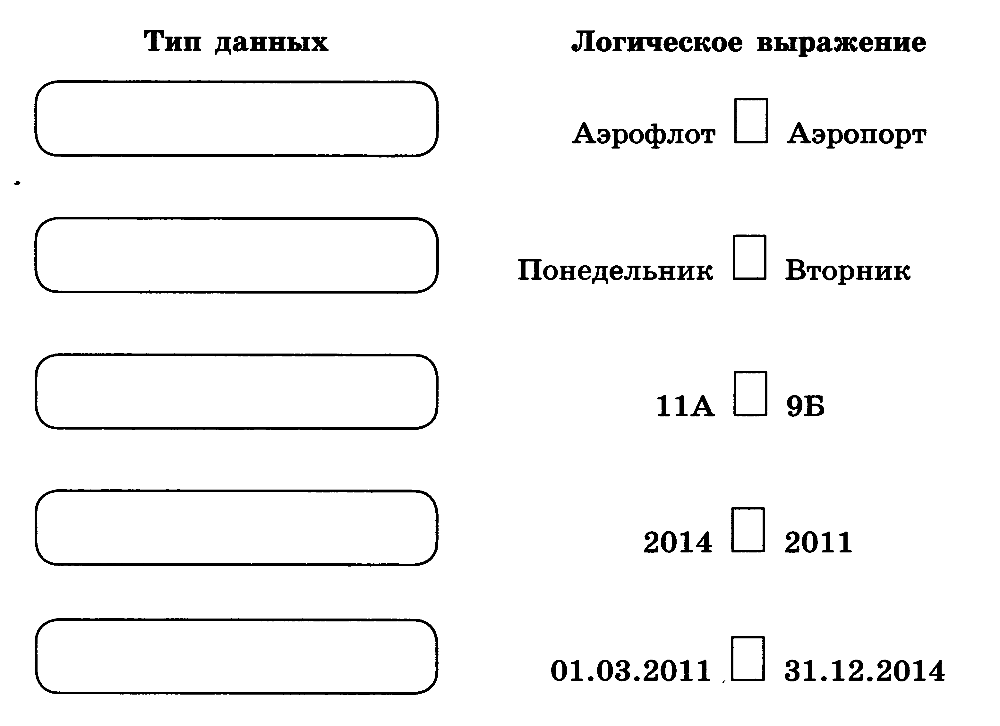 Тип данных Логическое выражение
Аэрофлот Аэропорт
Понедельник Вторник
11А 9Б
2014 2011
01.03.2011 31.12.2014